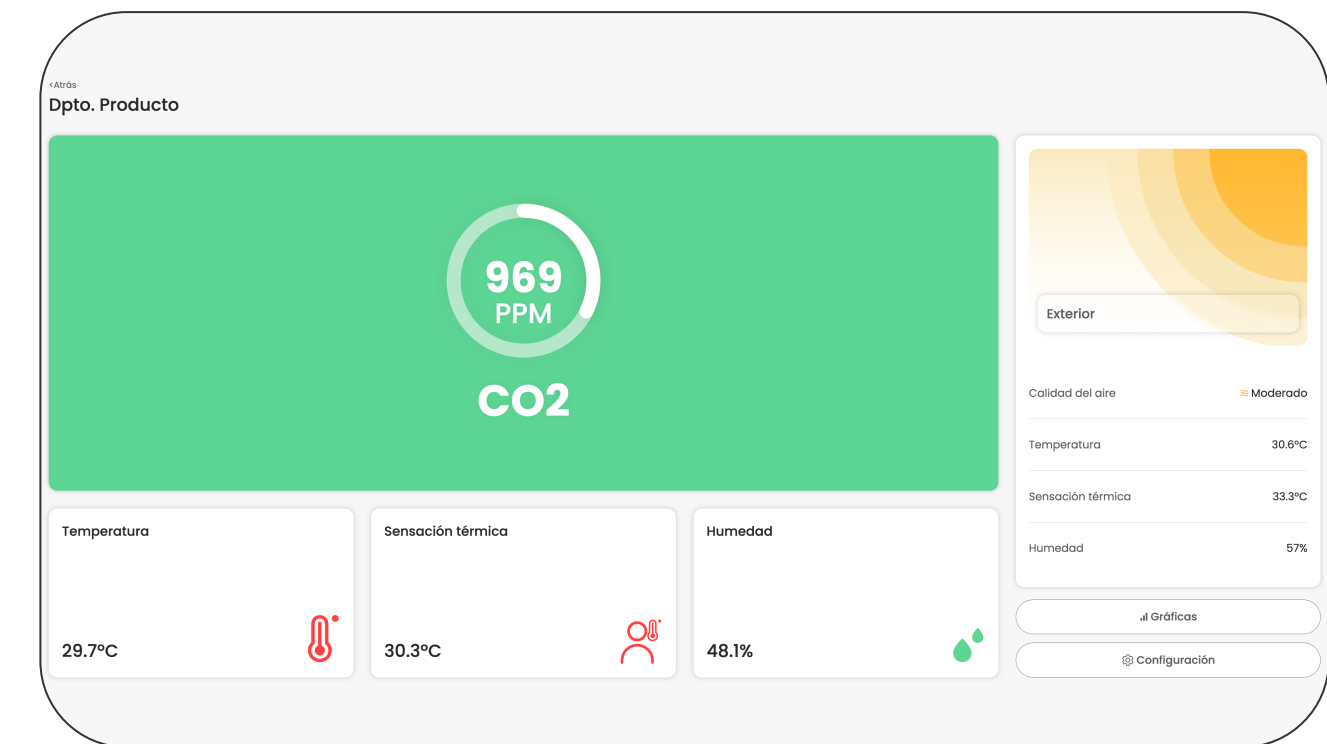 <Atrás
Dpto. Producto
969
PPM
CO2
Temperatura
29.7ºC
Sensación térmica
30.3ºC
Humedad
48.1%
Exterior
Calidad del aire
Moderado
Temperatura
30.6ºC
Sensación térmica
33.3ºC
Humedad
57%
Gráficas
Configuración